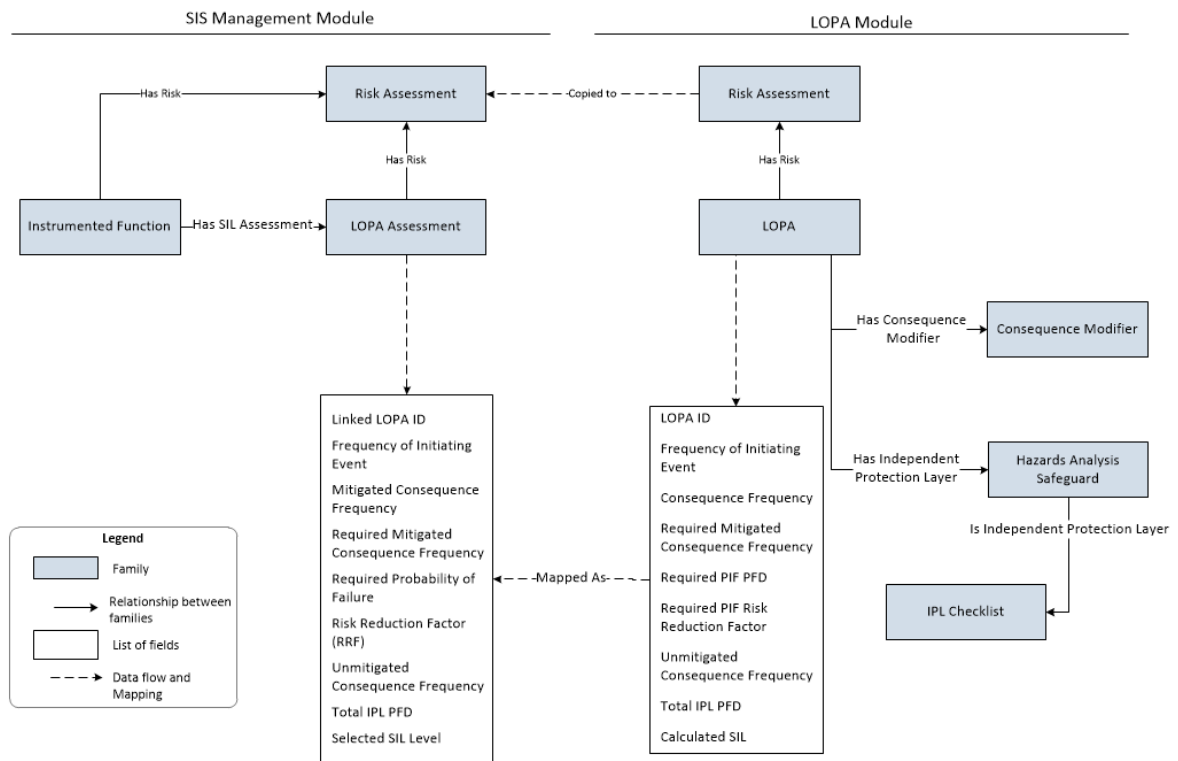 SIS Management Module
LOPA Module
Risk Assessment
Risk Assessment
Has Risk
Copied to
Has Risk
Has Risk
Instrumented Function
Has SIL Assessment
LOPA Assessment
LOPA
Has Consequence
Modifier
Consequence Modifier
Linked LOPA ID
Frequency of Initiating
Event
Mitigated Consequence
Frequency
Required Mitigated
Consequence Frequency
Required Probability of
Failure
Risk Reduction Factor
(RRF)
Unmitigated
Consequence Frequency
Total IPL PFD
Selected SIL Level
Mapped As
LOPA ID
Frequency of Initiating
Event
Consequence Frequency
Required Mitigated
Consequence Frequency
Required PIF PFD
Required PIF Risk
Reduction Factor
Unmitigated
Consequence Frequency
Total IPL PFD
Calculated SIL
Has Independent
Protection Layer
Hazards Analysis
Safeguard
Is Independent Protection Layer
IPL Checklist
Legend
Family
Relationship between
families
List of fields
Data flow and
Mapping